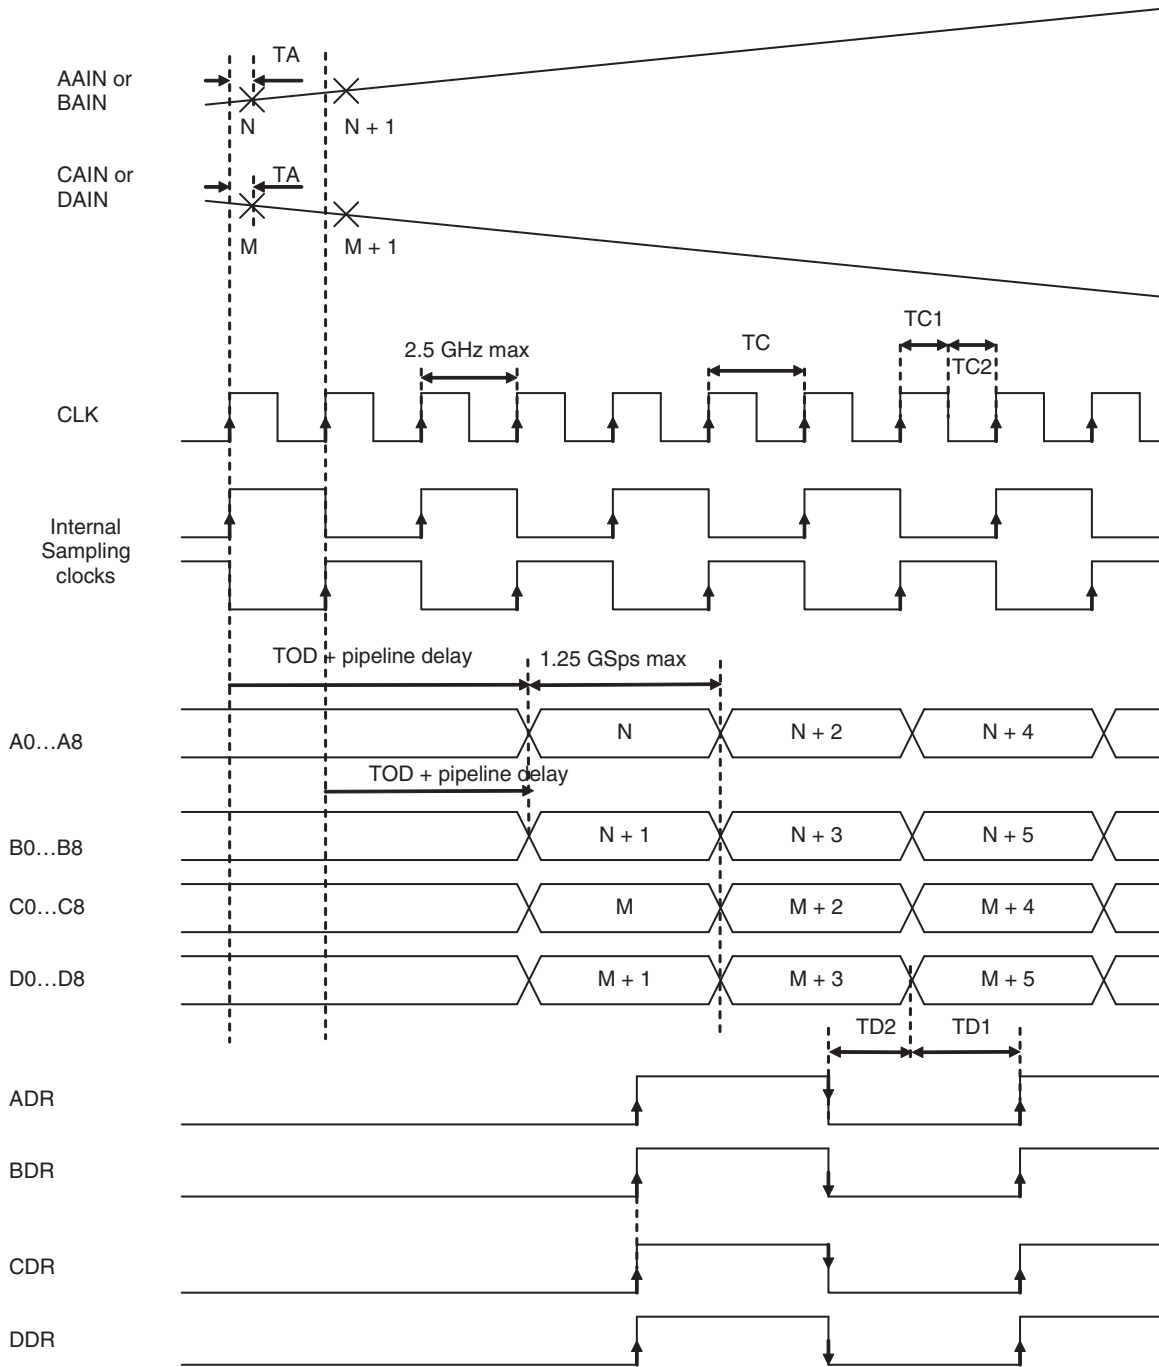 TA
AAIN or
BAIN
N
N + 1
CAIN or
DAIN
TA
M
M + 1
TC1
2.5 GHz max
TC
TC2
CLK
Internal
Sampling
clocks
TOD + pipeline delay
1.25 GSps max
A0…A8
N
N + 2
N + 4
TOD + pipeline delay
B0…B8
N + 1
N + 3
N + 5
C0…C8
M
M + 2
M + 4
D0…D8
M + 1
M + 3
M + 5
TD2
TD1
ADR
BDR
CDR
DDR